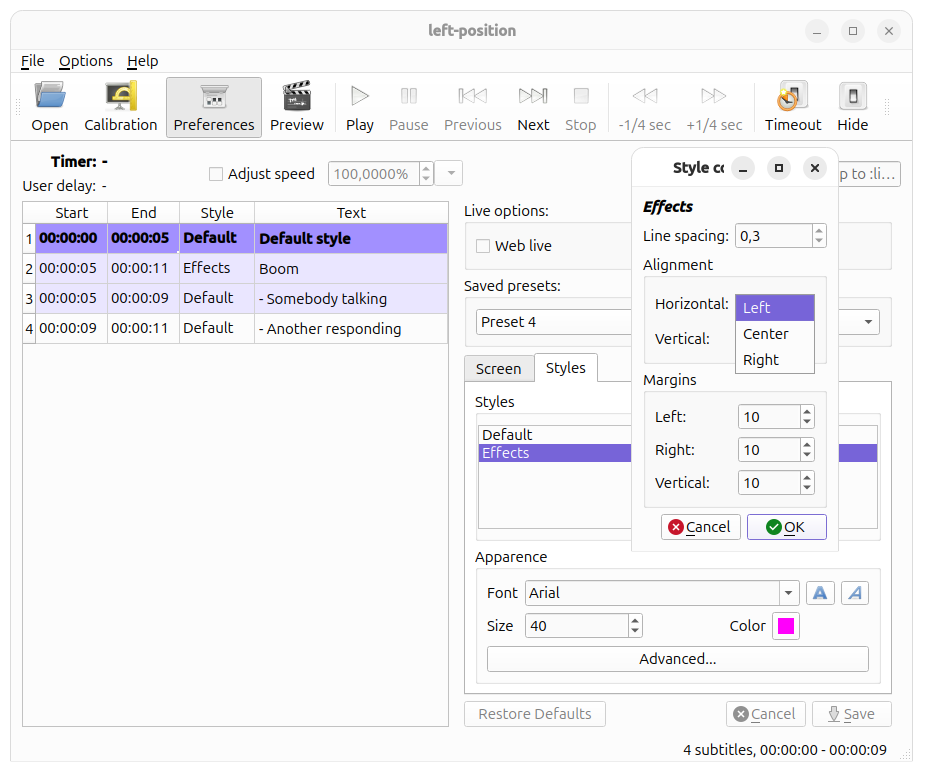 left-position
File Options Help
Open Calibration Preferences Preview Play Pause Previous Next Stop -1/4 sec +1/4 sec Timeout Hide
Timer: -
User delay: -
Adjust speed 100,0000%
Start End Style Text
1 00:00:00 00:00:05 Default Default style
2 00:00:05 00:00:11 Effects Boom
3 00:00:05 00:00:09 Default - Somebody talking
4 00:00:09 00:00:11 Default - Another responding
p to :li...
Live options:
Web live
Saved presets:
Preset 4
Screen Styles
Styles
Default
Effects
Apparence
Font Arial A A
Size 40 Color
Advanced...
Restore Defaults Cancel Save
4 subtitles, 00:00:00 - 00:00:09
Style co
Effects
Line spacing: 0,3
Alignment
Horizontal: Left
Center
Vertical:
Right
Margins
Left: 10
Right: 10
Vertical: 10
Cancel OK